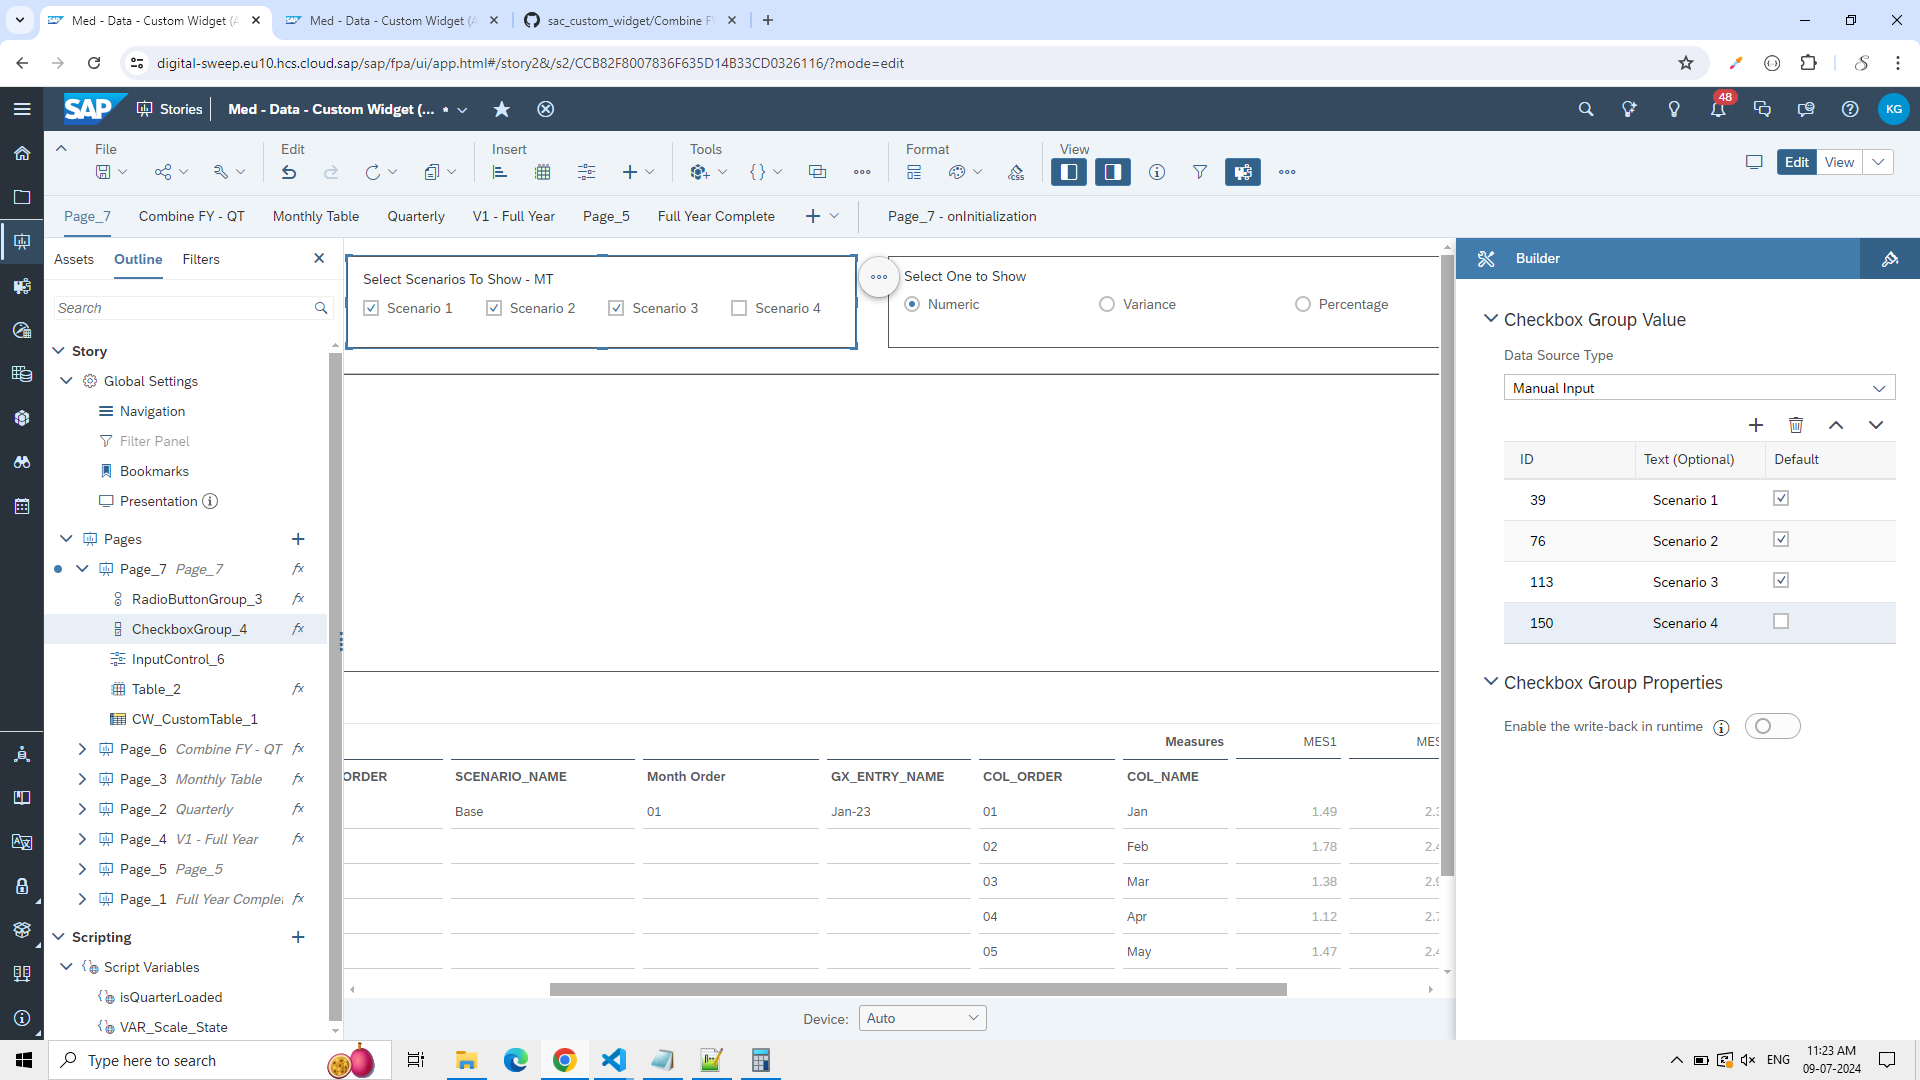 Med - Data - Custom Widget (A
Med - Data - Custom Widget (A
sac_custom_widget/Combine F
digital-sweep.eu10.hcs.cloud.sap/sap/fpa/ui/app.html#/story2&/s2/CCB82F8007836F635D14B33CD0326116/?mode=edit
SAP Stories Med - Data - Custom Widget (... *
48
KG
File
Edit
Insert
Tools
Format
View
CSS
Edit View
Page_7
Combine FY - QT
Monthly Table
Quarterly
V1 - Full Year
Page_5
Full Year Complete
Page_7 - onInitialization
Assets
Outline
Filters
Search
Story
Global Settings
Navigation
Filter Panel
Bookmarks
Presentation
Pages
Page_7 Page_7 fx
RadioButtonGroup_3 fx
CheckboxGroup_4 fx
InputControl_6
Table_2 fx
CW_CustomTable_1
Page_6 Combine FY - QT fx
Page_3 Monthly Table fx
Page_2 Quarterly fx
Page_4 V1 - Full Year fx
Page_5 Page_5
Page_1 Full Year Comple fx
Scripting
Script Variables
isQuarterLoaded
VAR_Scale_State
Select Scenarios To Show - MT
Scenario 1
Scenario 2
Scenario 3
Scenario 4
Select One to Show
Numeric
Variance
Percentage
Measures MES1 MES
ORDER SCENARIO_NAME Month Order GX_ENTRY_NAME COL_ORDER COL_NAME
Base 01 Jan-23 01 Jan 1.49 2.3
02 Feb 1.78 2.4
03 Mar 1.38 2.9
04 Apr 1.12 2.7
05 May 1.47 2.4
Device: Auto
Builder
Checkbox Group Value
Data Source Type
Manual Input
ID Text (Optional) Default
39 Scenario 1
76 Scenario 2
113 Scenario 3
150 Scenario 4
Checkbox Group Properties
Enable the write-back in runtime
Type here to search
ENG
11:23 AM
09-07-2024